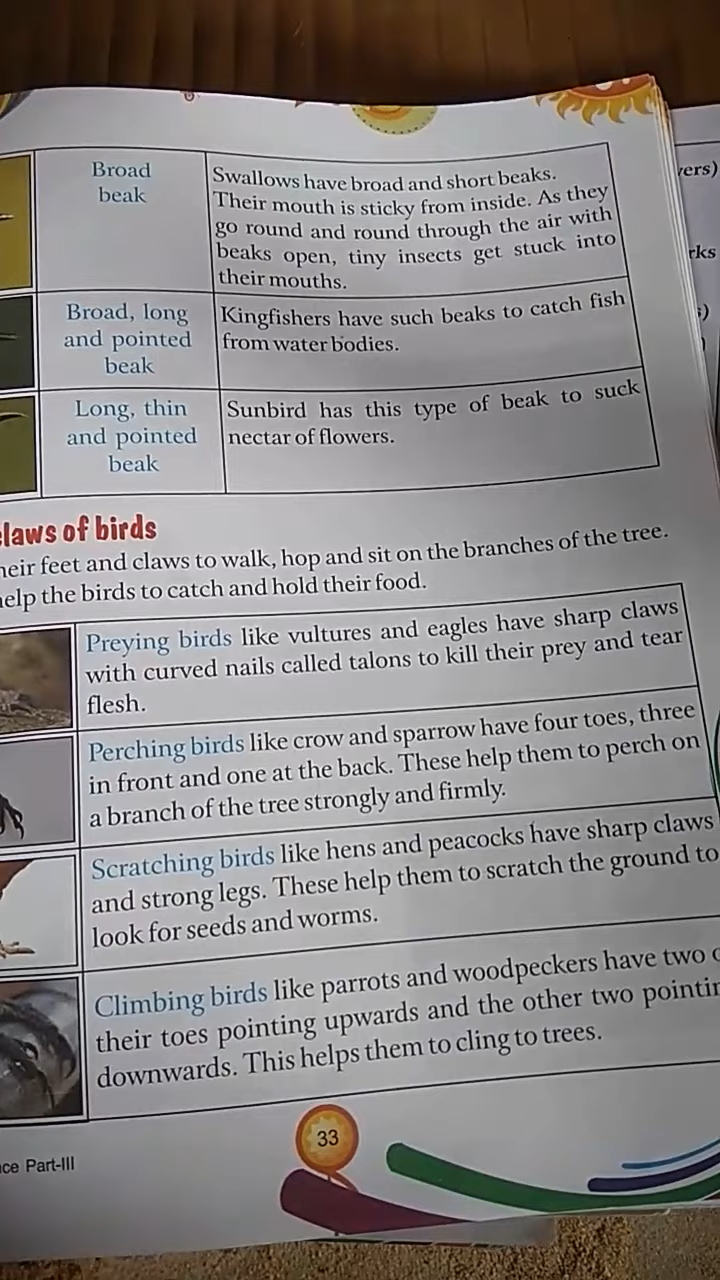 Broad
beak
Swallows have broad and short beaks.
Their mouth is sticky from inside. As they
go round and round through the air with
beaks open, tiny insects get stuck into
their mouths.
Broad, long
and pointed
beak
Kingfishers have such beaks to catch fish
from water bodies.
Long, thin
and pointed
beak
Sunbird has this type of beak to suck
nectar of flowers.
laws of birds
heir feet and claws to walk, hop and sit on the branches of the tree.
help the birds to catch and hold their food.
Preying birds like vultures and eagles have sharp claws
with curved nails called talons to kill their prey and tear
flesh.
Perching birds like crow and sparrow have four toes, three
in front and one at the back. These help them to perch on
a branch of the tree strongly and firmly.
Scratching birds like hens and peacocks have sharp claws
and strong legs. These help them to scratch the ground to
look for seeds and worms.
Climbing birds like parrots and woodpeckers have two
their toes pointing upwards and the other two pointin
downwards. This helps them to cling to trees.
33
ce Part-III
vers)
rks